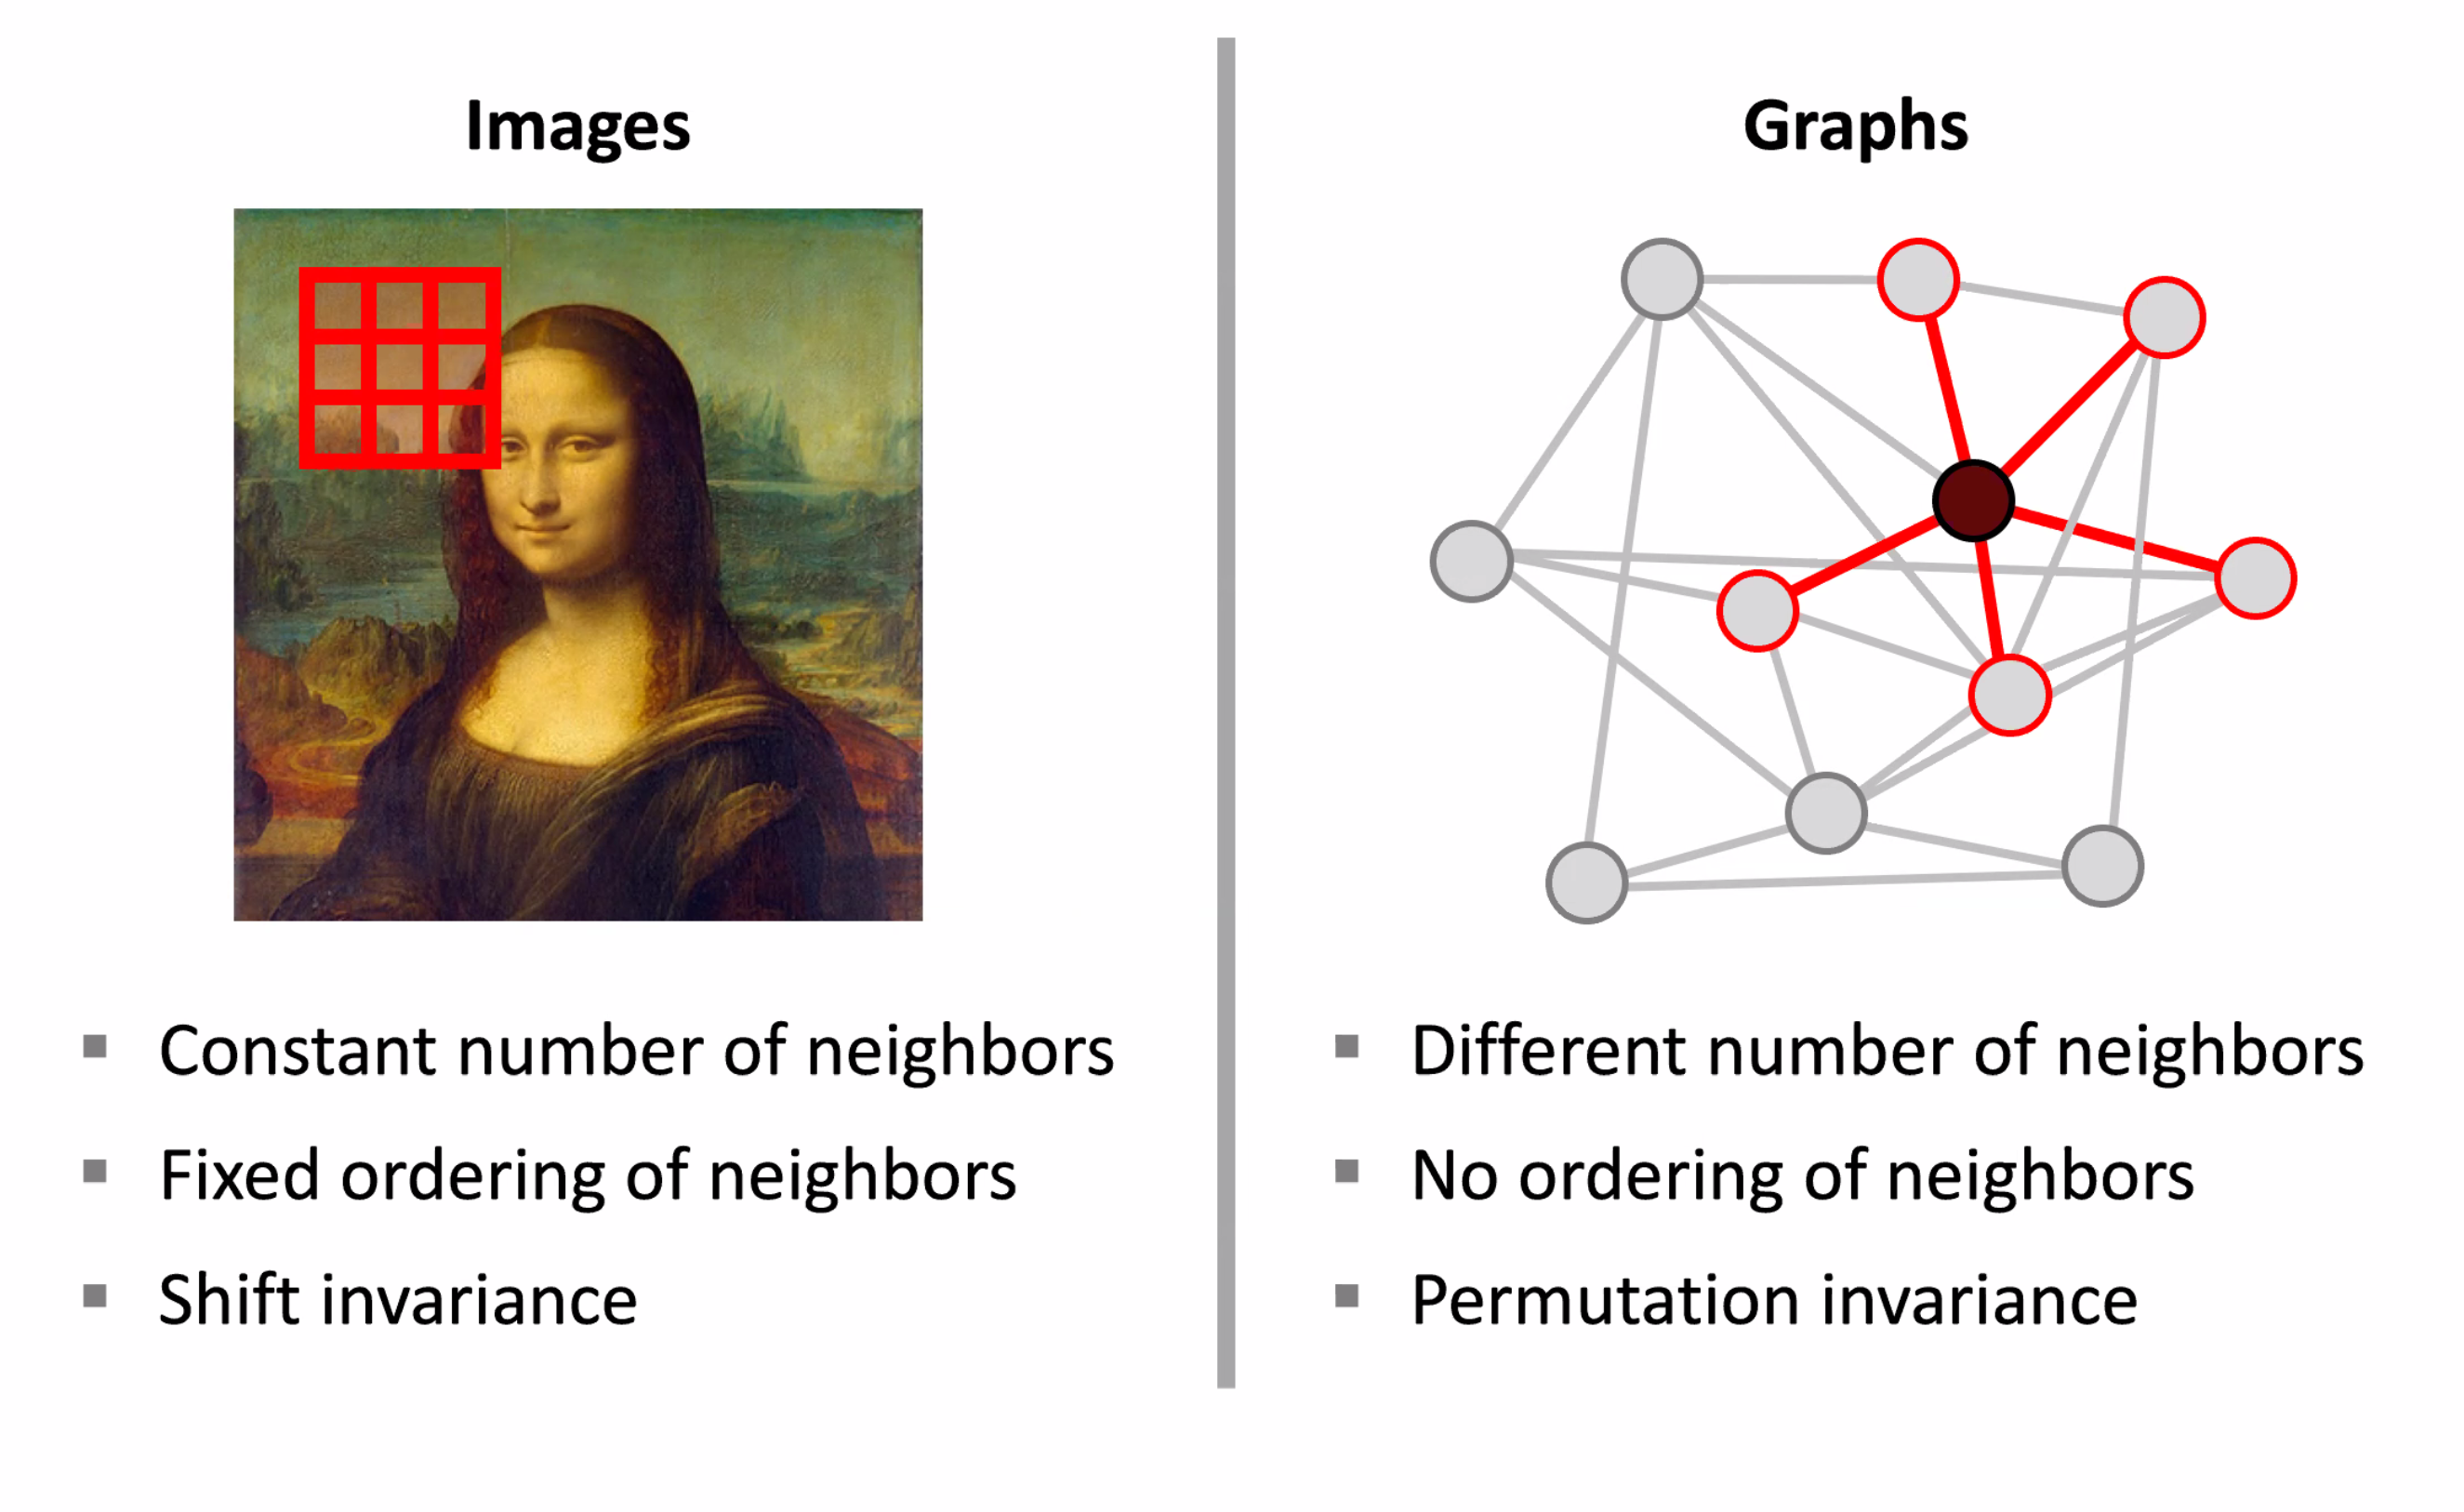 Images
Constant number of neighbors
Fixed ordering of neighbors
Shift invariance
Graphs
Different number of neighbors
No ordering of neighbors
Permutation invariance